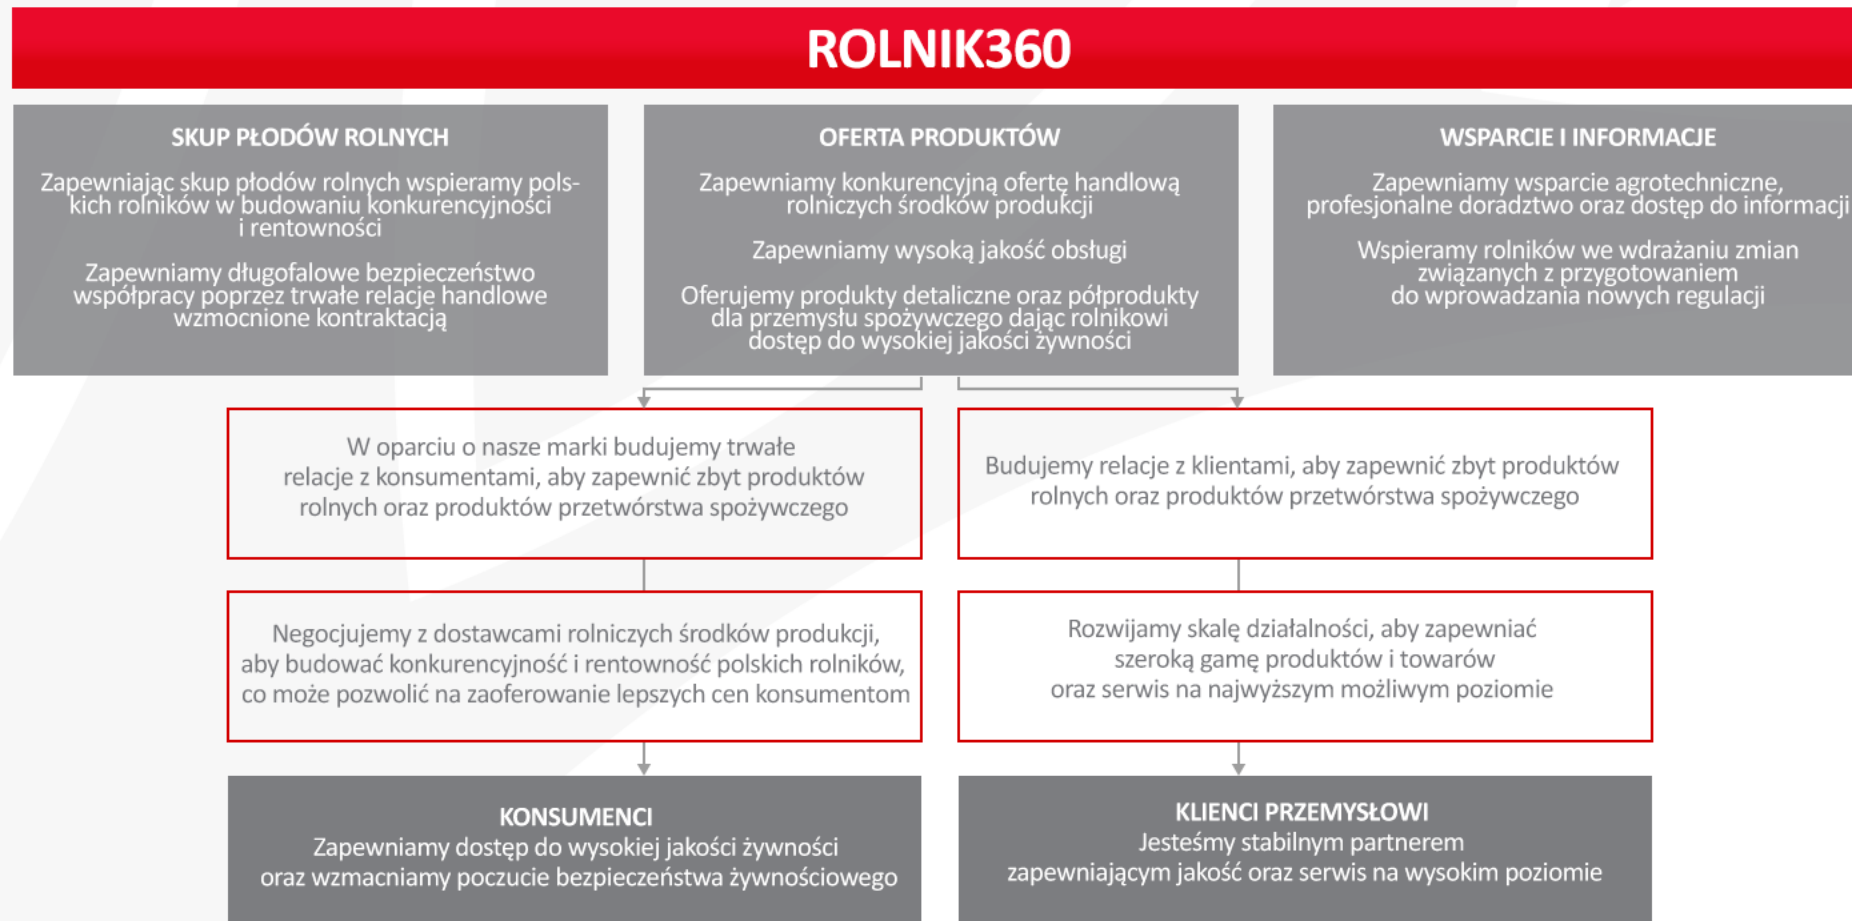 ROLNIK360
SKUP PŁODÓW ROLNYCH
Zapewniając skup płodów rolnych wspieramy pols-
kich rolników w budowaniu konkurencyjności
i rentowności
Zapewniamy długofalowe bezpieczeństwo
współpracy poprzez trwałe relacje handlowe
wzmocnione kontraktacją
OFERTA PRODUKTÓW
Zapewniamy konkurencyjną ofertę handlową
rolniczych środków produkcji
Zapewniamy wysoką jakość obsługi
Oferujemy produkty detaliczne oraz półprodukty
dla przemysłu spożywczego dając rolnikowi
dostęp do wysokiej jakości żywności
WSPARCIE I INFORMACJE
Zapewniamy wsparcie agrotechniczne,
profesjonalne doradztwo oraz dostęp do informacji
Wspieramy rolników we wdrażaniu zmian
związanych z przygotowaniem
do wprowadzania nowych regulacji
W oparciu o nasze marki budujemy trwałe
relacje z konsumentami, aby zapewnić zbyt produktów
rolnych oraz produktów przetwórstwa spożywczego
Budujemy relacje z klientami, aby zapewnić zbyt produktów
rolnych oraz produktów przetwórstwa spożywczego
Negocjujemy z dostawcami rolniczych środków produkcji,
aby budować konkurencyjność i rentowność polskich rolników,
co może pozwolić na zaoferowanie lepszych cen konsumentom
Rozwijamy skalę działalności, aby zapewniać
szeroką gamę produktów i towarów
oraz serwis na najwyższym możliwym poziomie
KONSUMENCI
Zapewniamy dostęp do wysokiej jakości żywności
oraz wzmacniamy poczucie bezpieczeństwa żywnościowego
KLIENCI PRZEMYSŁOWI
Jesteśmy stabilnym partnerem
zapewniającym jakość oraz serwis na wysokim poziomie